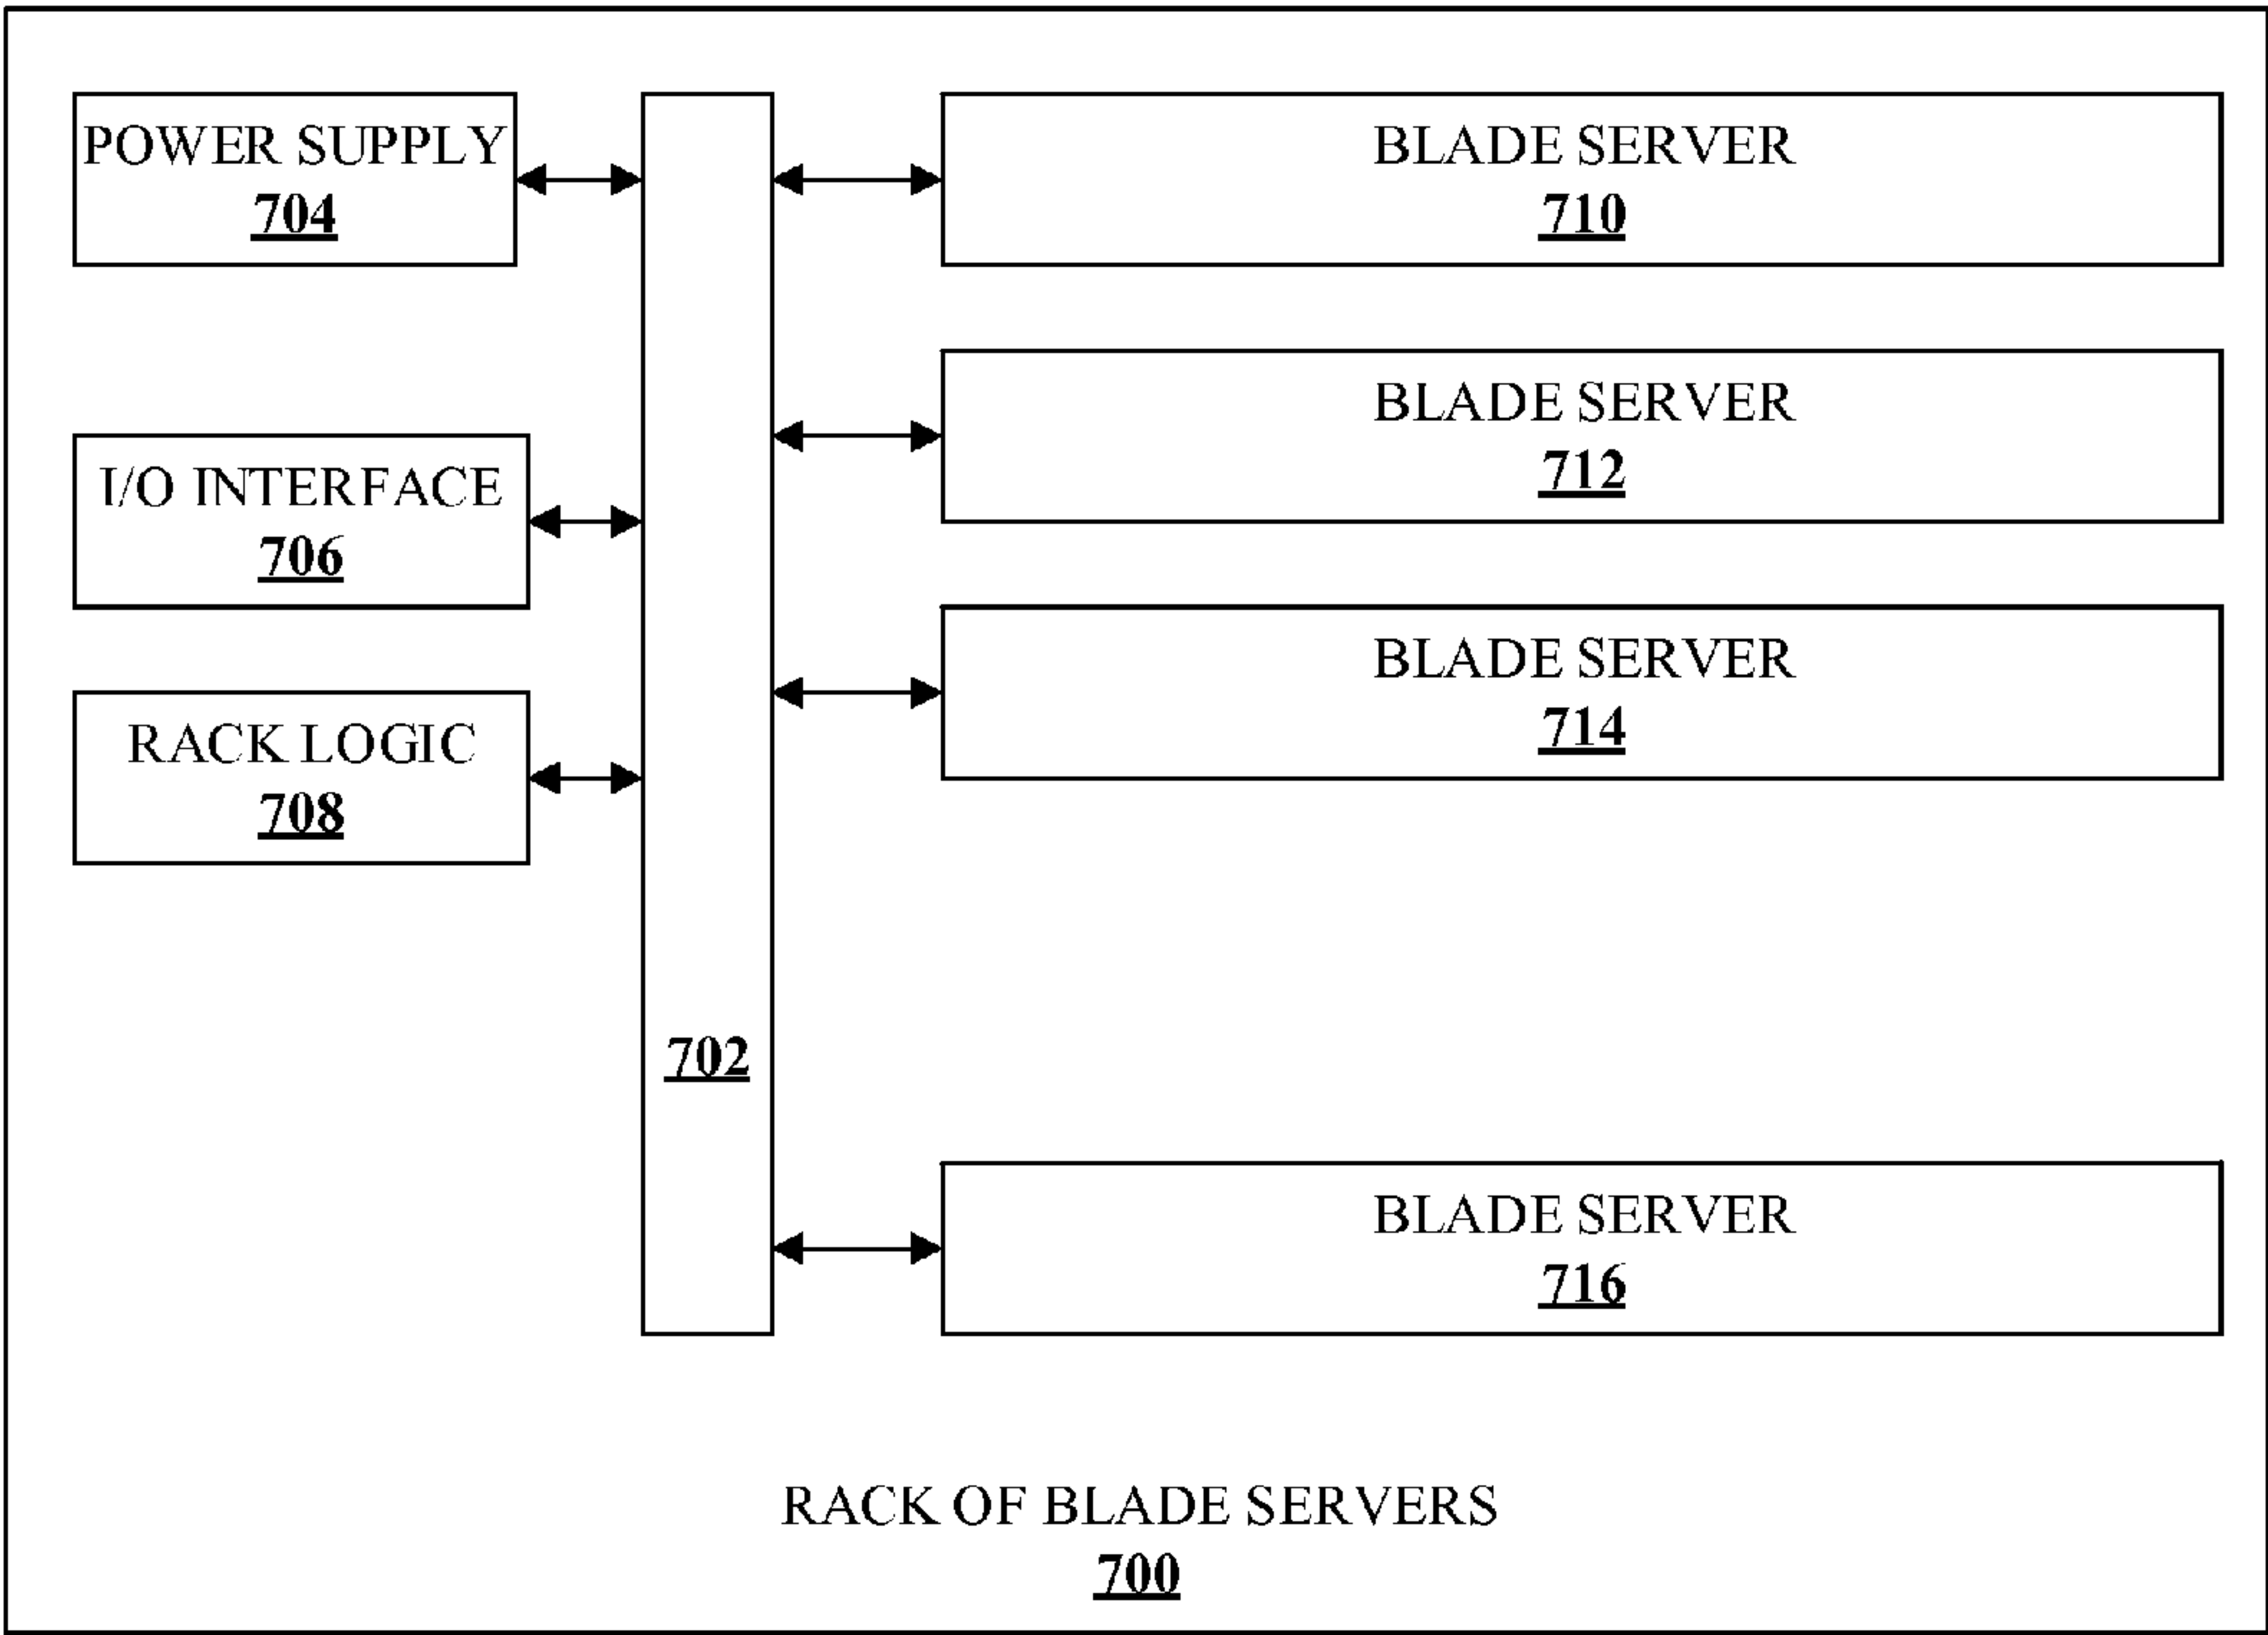 POWER SUPPLY
704
I/O INTERFACE
706
RACK LOGIC
708
702
BLADE SERVER
710
BLADE SERVER
712
BLADE SERVER
714
BLADE SERVER
716
RACK OF BLADE SERVERS
700